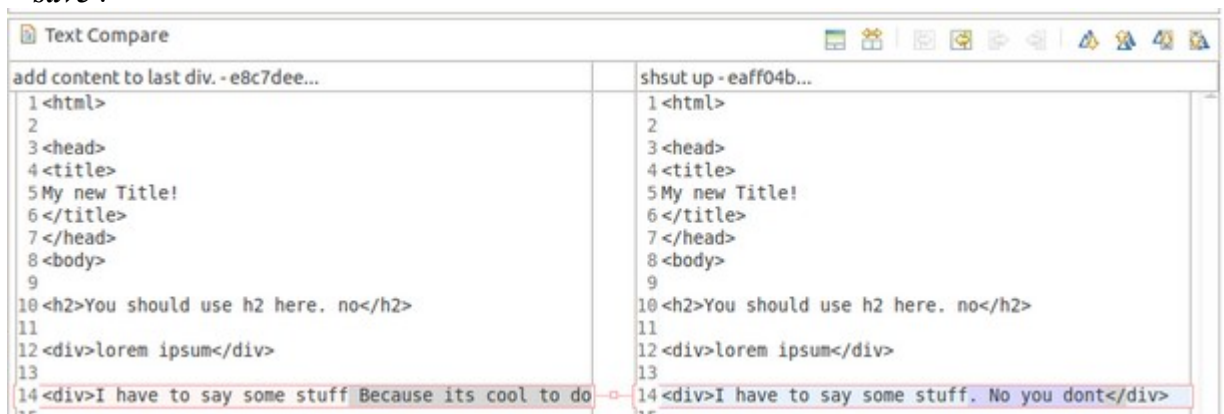 Text Compare
add content to last div. - e8c7dee...
1 <html>
2
3 <head>
4 <title>
5 My new Title!
6 </title>
7 </head>
8 <body>
9
10 <h2>You should use h2 here. no</h2>
11
12 <div>lorem ipsum</div>
13
14 <div>I have to say some stuff Because its cool to do
shsut up - eaff04b...
1 <html>
2
3 <head>
4 <title>
5 My new Title!
6 </title>
7 </head>
8 <body>
9
10 <h2>You should use h2 here. no</h2>
11
12 <div>lorem ipsum</div>
13
14 <div>I have to say some stuff. No you dont</div>